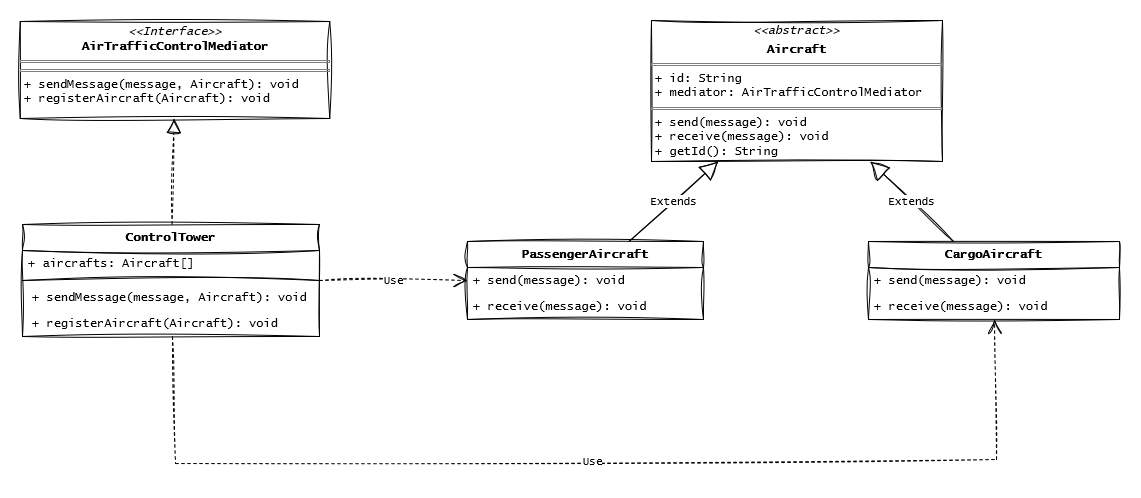 <<Interface>>
AirTrafficControlMediator
+ sendMessage(message, Aircraft): void
+ registerAircraft(Aircraft): void
<<abstract>>
Aircraft
+ id: String
+ mediator: AirTrafficControlMediator
+ send(message): void
+ receive(message): void
+ getId(): String
Extends
Extends
ControlTower
+ aircrafts: Aircraft[]
+ sendMessage(message, Aircraft): void
+ registerAircraft(Aircraft): void
Use
PassengerAircraft
+ send(message): void
+ receive(message): void
CargoAircraft
+ send(message): void
+ receive(message): void
Use